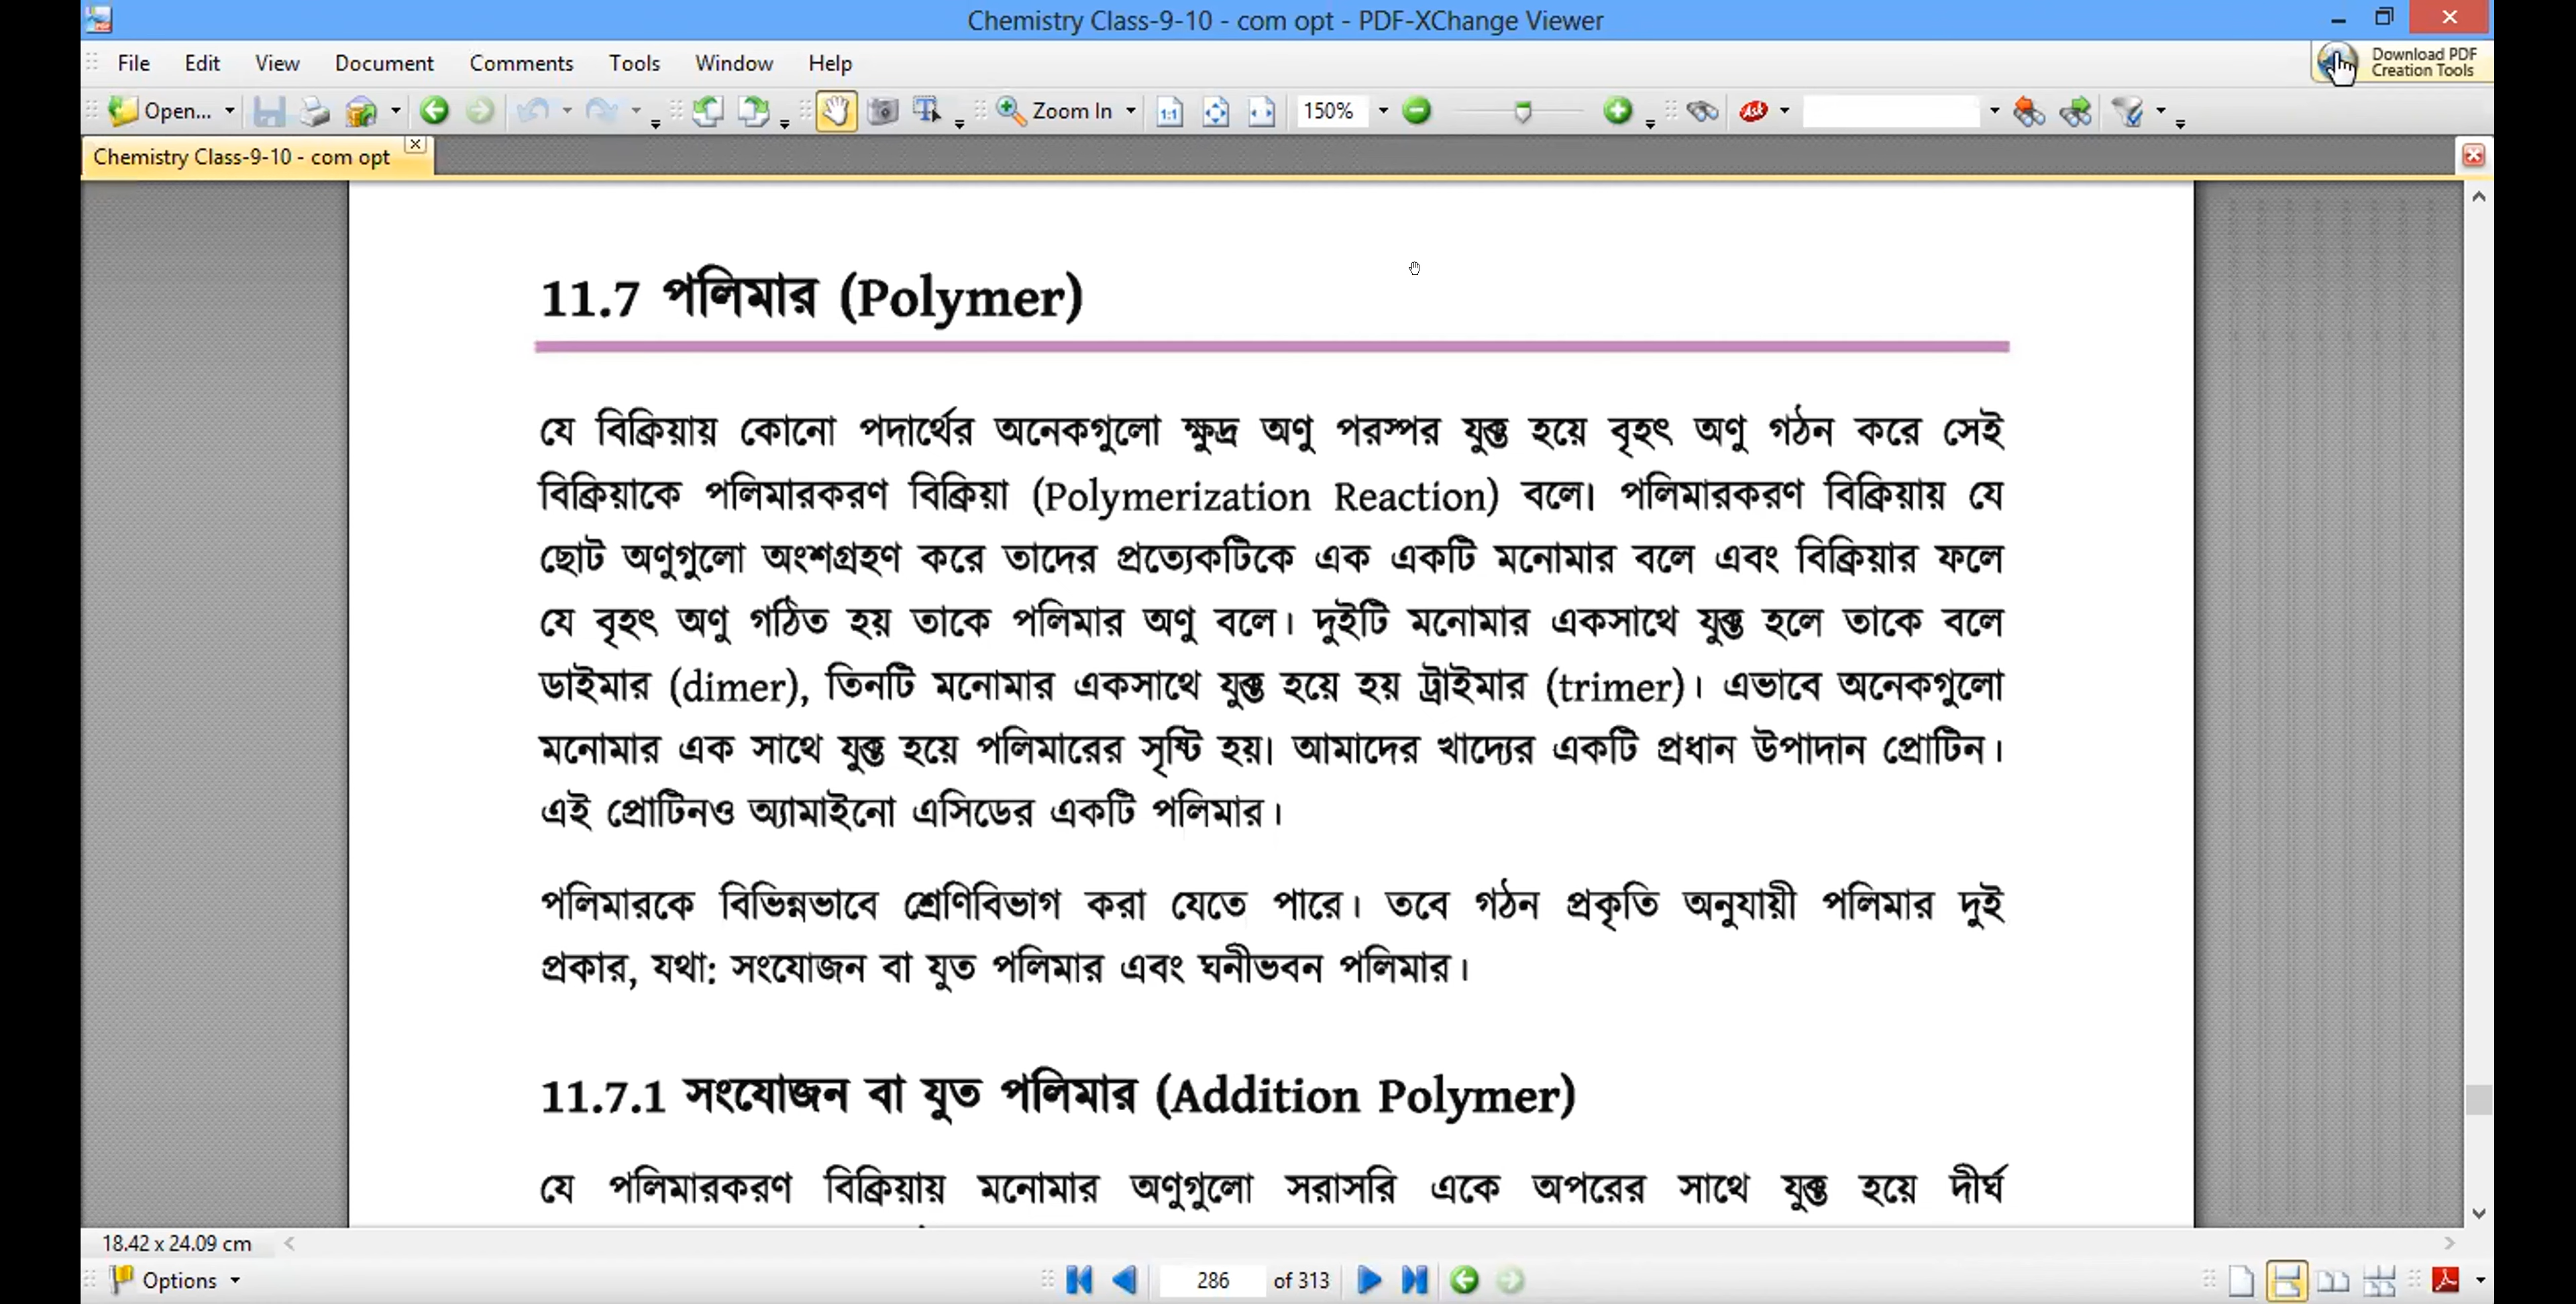 Chemistry Class-9-10 - com opt - PDF-XChange Viewer
File Edit View Document Comments Tools Window Help
Download PDF
Creation Tools
Open... Zoom In 1:1 150% Ask
Chemistry Class-9-10 - com opt
11.7 পলিমার (Polymer)
যে বিক্রিয়ায় কোনো পদার্থের অনেকগুলো ক্ষুদ্র অণু পরস্পর যুক্ত হয়ে বৃহৎ অণু গঠন করে সেই
বিক্রিয়াকে পলিমারকরণ বিক্রিয়া (Polymerization Reaction) বলে। পলিমারকরণ বিক্রিয়ায় যে
ছোট অণুগুলো অংশগ্রহণ করে তাদের প্রত্যেকটিকে এক একটি মনোমার বলে এবং বিক্রিয়ার ফলে
যে বৃহৎ অণু গঠিত হয় তাকে পলিমার অণু বলে। দুইটি মনোমার একসাথে যুক্ত হলে তাকে বলে
ডাইমার (dimer), তিনটি মনোমার একসাথে যুক্ত হয়ে হয় ট্রাইমার (trimer)। এভাবে অনেকগুলো
মনোমার এক সাথে যুক্ত হয়ে পলিমারের সৃষ্টি হয়। আমাদের খাদ্যের একটি প্রধান উপাদান প্রোটিন।
এই প্রোটিনও অ্যামাইনো এসিডের একটি পলিমার।
পলিমারকে বিভিন্নভাবে শ্রেণিবিভাগ করা যেতে পারে। তবে গঠন প্রকৃতি অনুযায়ী পলিমার দুই
প্রকার, যথা: সংযোজন বা যুত পলিমার এবং ঘনীভবন পলিমার।
11.7.1 সংযোজন বা যুত পলিমার (Addition Polymer)
যে পলিমারকরণ বিক্রিয়ায় মনোমার অণুগুলো সরাসরি একে অপরের সাথে যুক্ত হয়ে দীর্ঘ
18.42 x 24.09 cm
Options 286 of 313